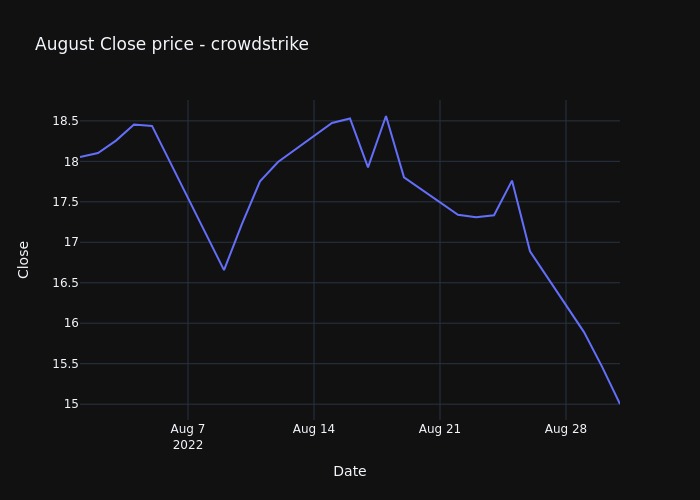 August Close price - crowdstrike
18.5
18
17.5
17
16.5
16
15.5
15
Close
Aug 7
2022
Aug 14
Aug 21
Aug 28
Date